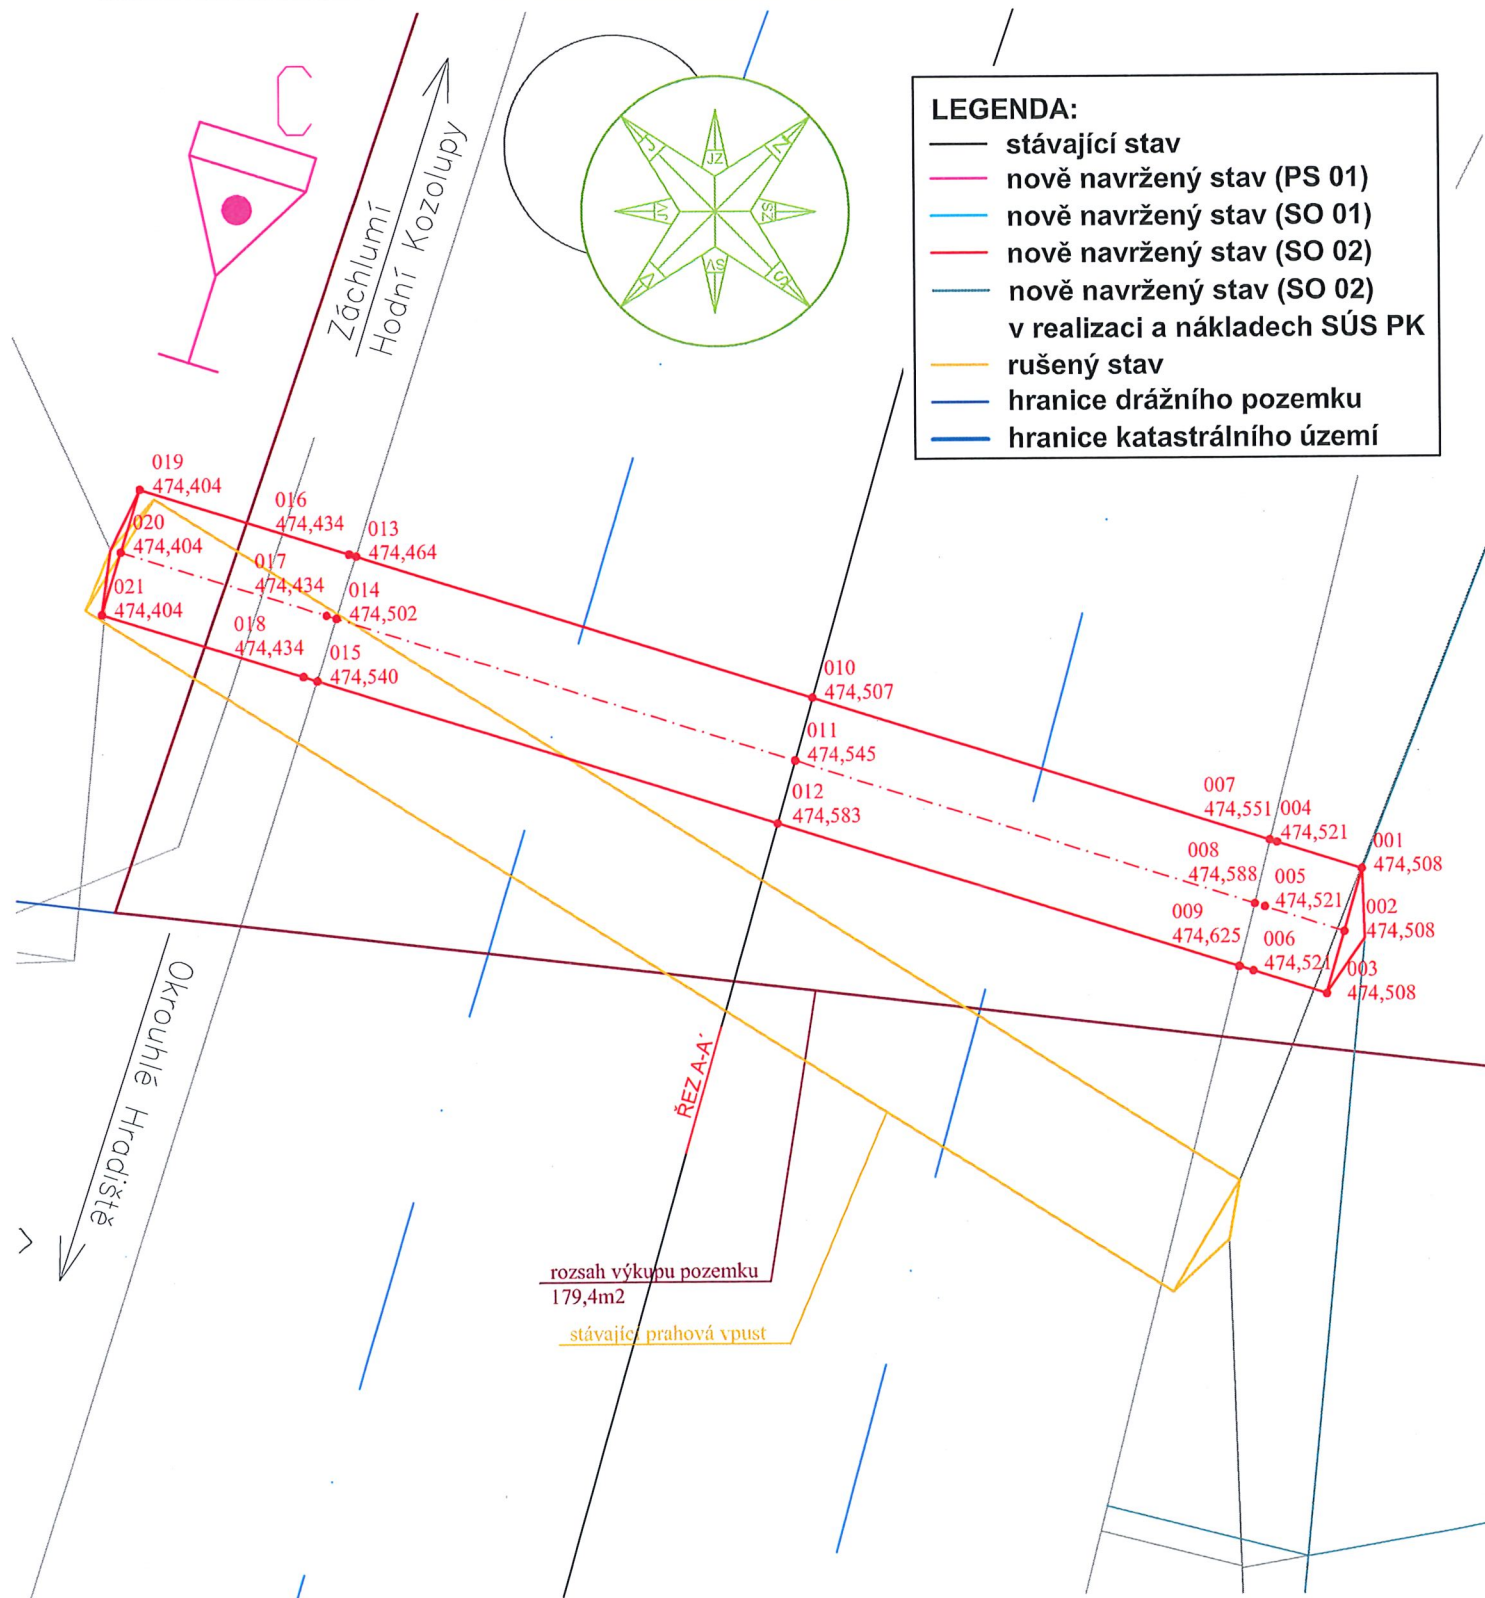 LEGENDA:
stávající stav
nově navržený stav (PS 01)
nově navržený stav (SO 01)
nově navržený stav (SO 02)
nově navržený stav (SO 02)
v realizaci a nákladech SÚS PK
rušený stav
hranice drážního pozemku
hranice katastrálního území
Záchlumí
Hodní Kozolupy
J
JZ
Z
JV
SZ
V
SV
S
019
474,404
016
474,434
013
474,464
020
474,404
017
474,434
014
474,502
021
474,404
018
474,434
015
474,540
010
474,507
011
474,545
012
474,583
007
474,551
004
474,521
001
474,508
008
474,588
005
474,521
002
474,508
009
474,625
006
474,521
003
474,508
Okrouhlé Hradiště
ŘEZ A-A´
rozsah výkupu pozemku
179,4m2
stávající prahová vpust